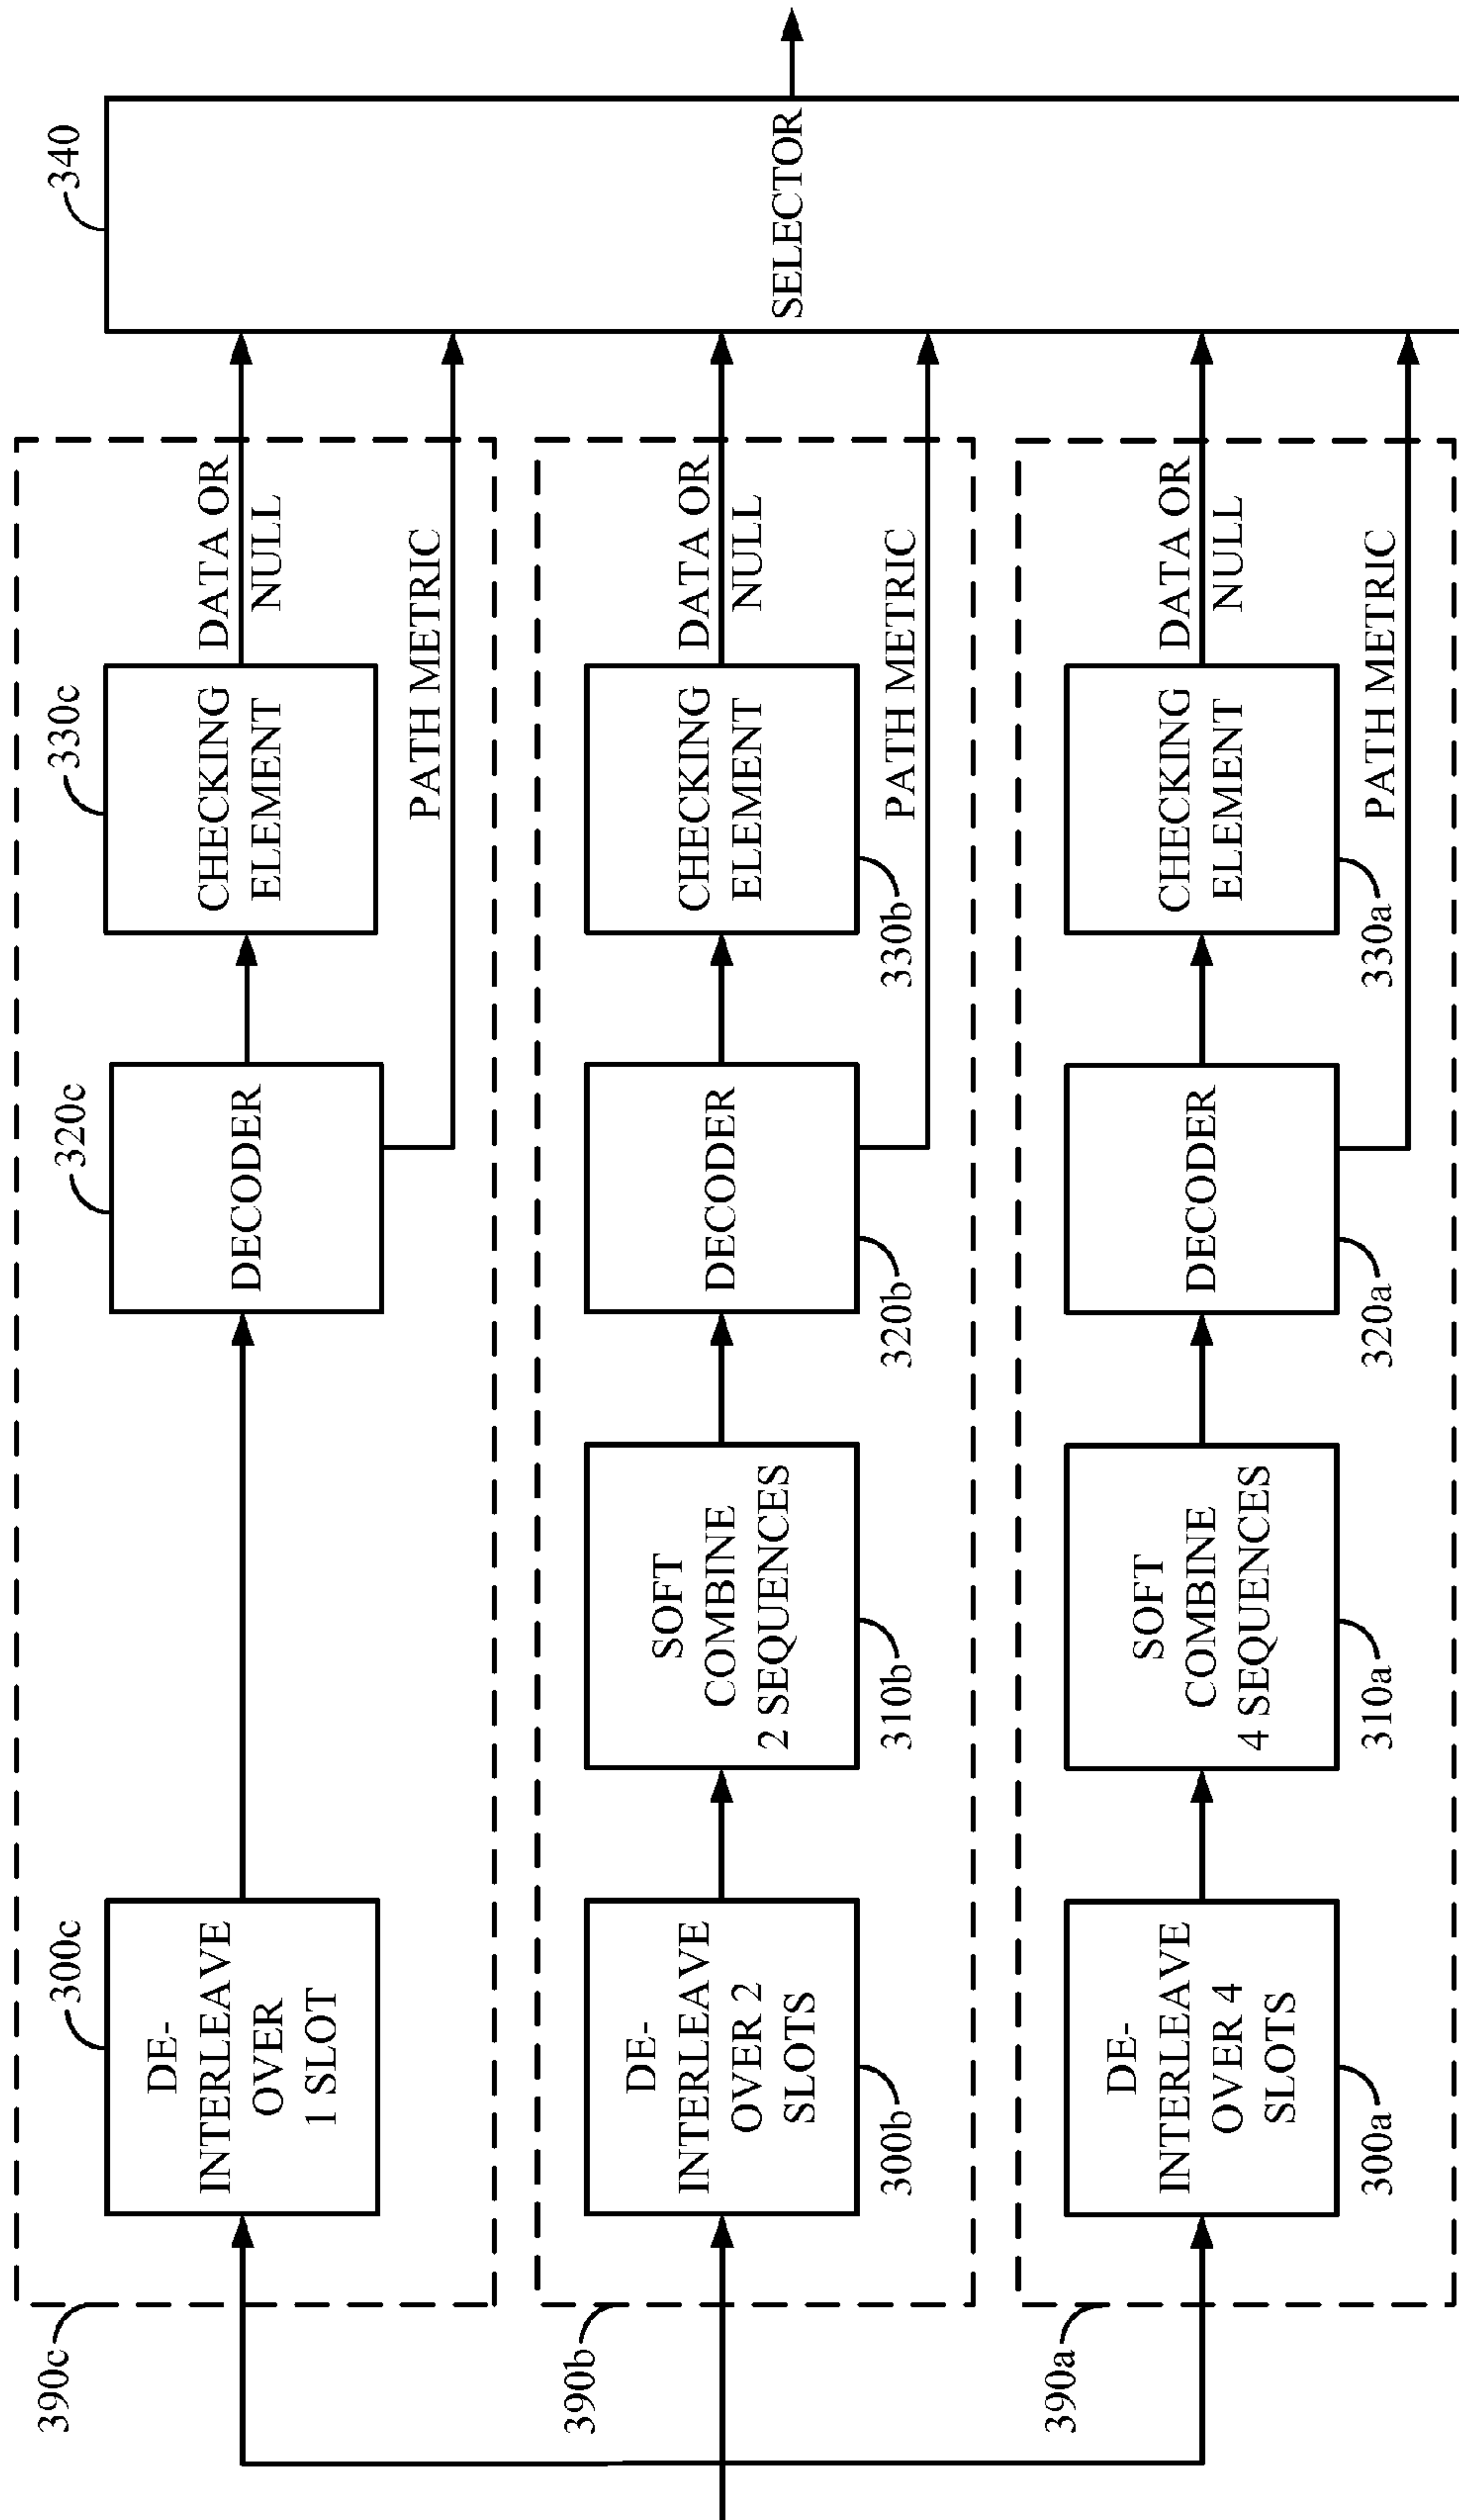 390c
300c
DE-
INTERLEAVE
OVER
1 SLOT
320c
DECODER
330c
CHECKING
ELEMENT
DATA OR
NULL
PATH METRIC
340
SELECTOR
390b
DE-
INTERLEAVE
OVER 2
SLOTS
300b
SOFT
COMBINE
2 SEQUENCES
310b
DECODER
320b
CHECKING
ELEMENT
330b
DATA OR
NULL
PATH METRIC
390a
DE-
INTERLEAVE
OVER 4
SLOTS
300a
SOFT
COMBINE
4 SEQUENCES
310a
DECODER
320a
CHECKING
ELEMENT
330a
DATA OR
NULL
PATH METRIC